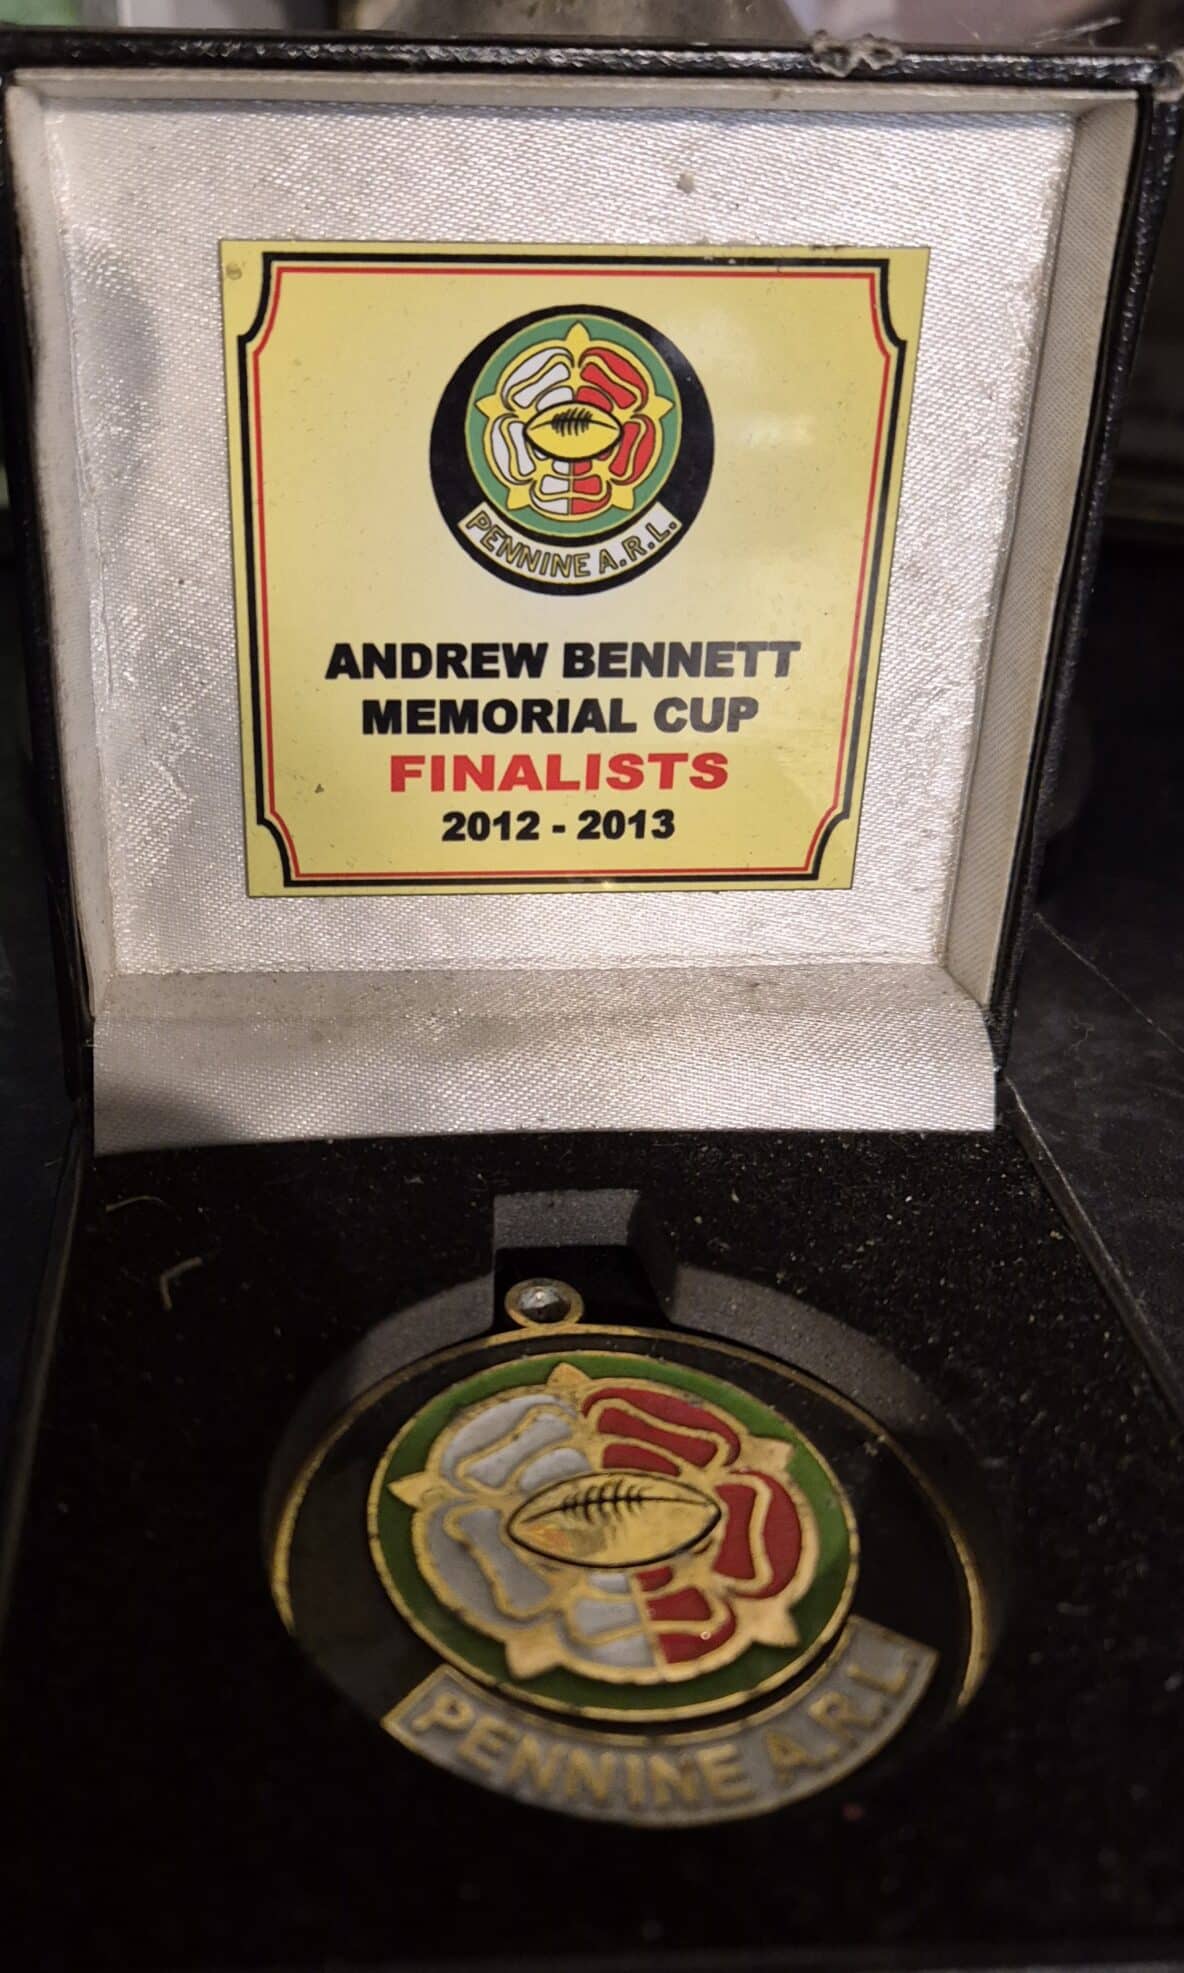 PENNINE A.R.L.
ANDREW BENNETT
MEMORIAL CUP
FINALISTS
2012 - 2013
PENNINE A.R.L.